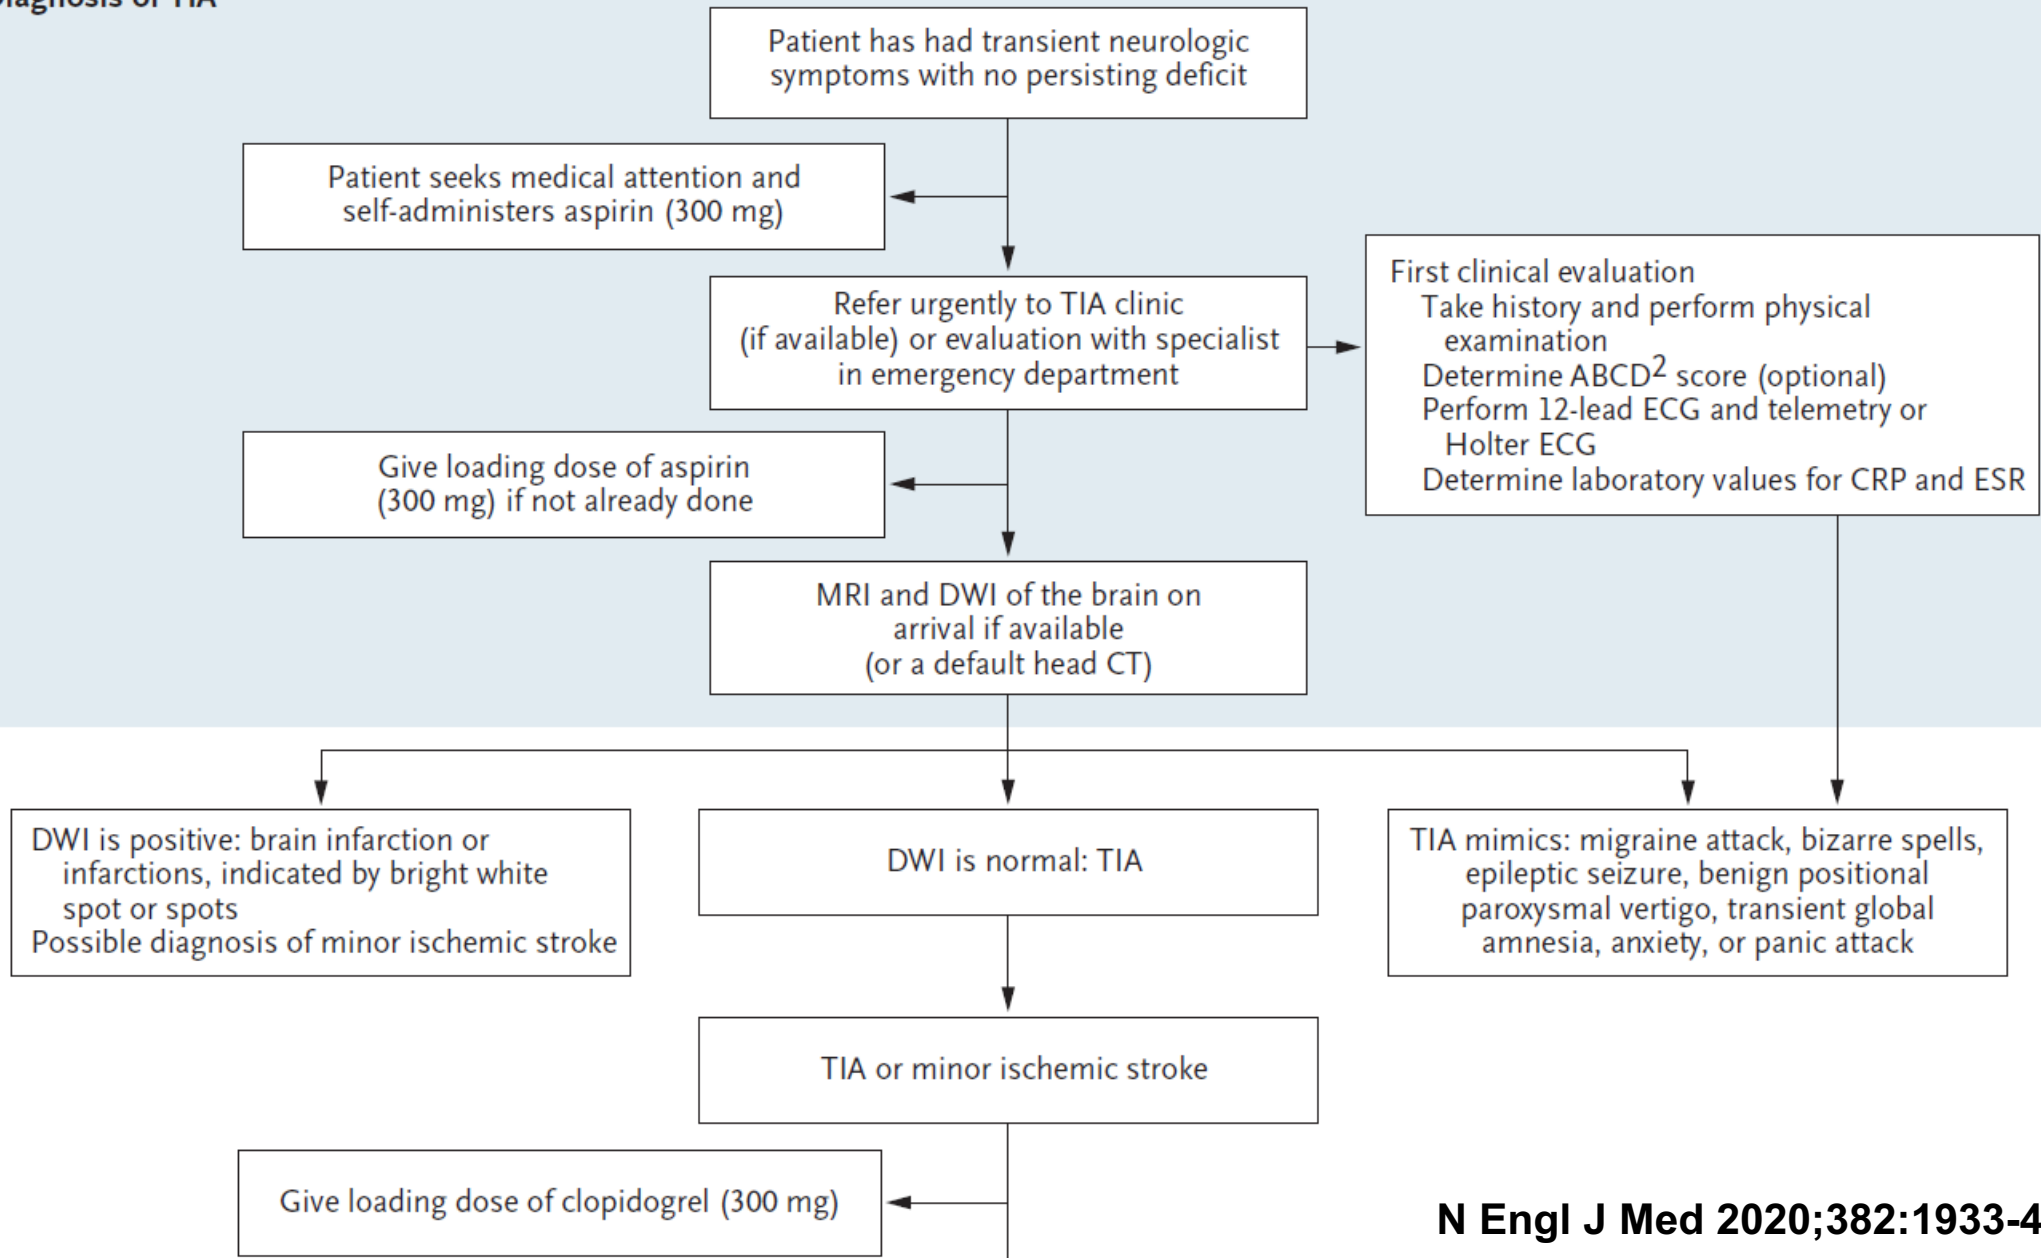 Diagnosis of TIA
Patient has had transient neurologic
symptoms with no persisting deficit
Patient seeks medical attention and
self-administers aspirin (300 mg)
Refer urgently to TIA clinic
(if available) or evaluation with specialist
in emergency department
First clinical evaluation
Take history and perform physical
examination
Determine ABCD² score (optional)
Perform 12-lead ECG and telemetry or
Holter ECG
Determine laboratory values for CRP and ESR
Give loading dose of aspirin
(300 mg) if not already done
MRI and DWI of the brain on
arrival if available
(or a default head CT)
DWI is positive: brain infarction or
infarctions, indicated by bright white
spot or spots
Possible diagnosis of minor ischemic stroke
DWI is normal: TIA
TIA mimics: migraine attack, bizarre spells,
epileptic seizure, benign positional
paroxysmal vertigo, transient global
amnesia, anxiety, or panic attack
TIA or minor ischemic stroke
Give loading dose of clopidogrel (300 mg)
N Engl J Med 2020;382:1933-4